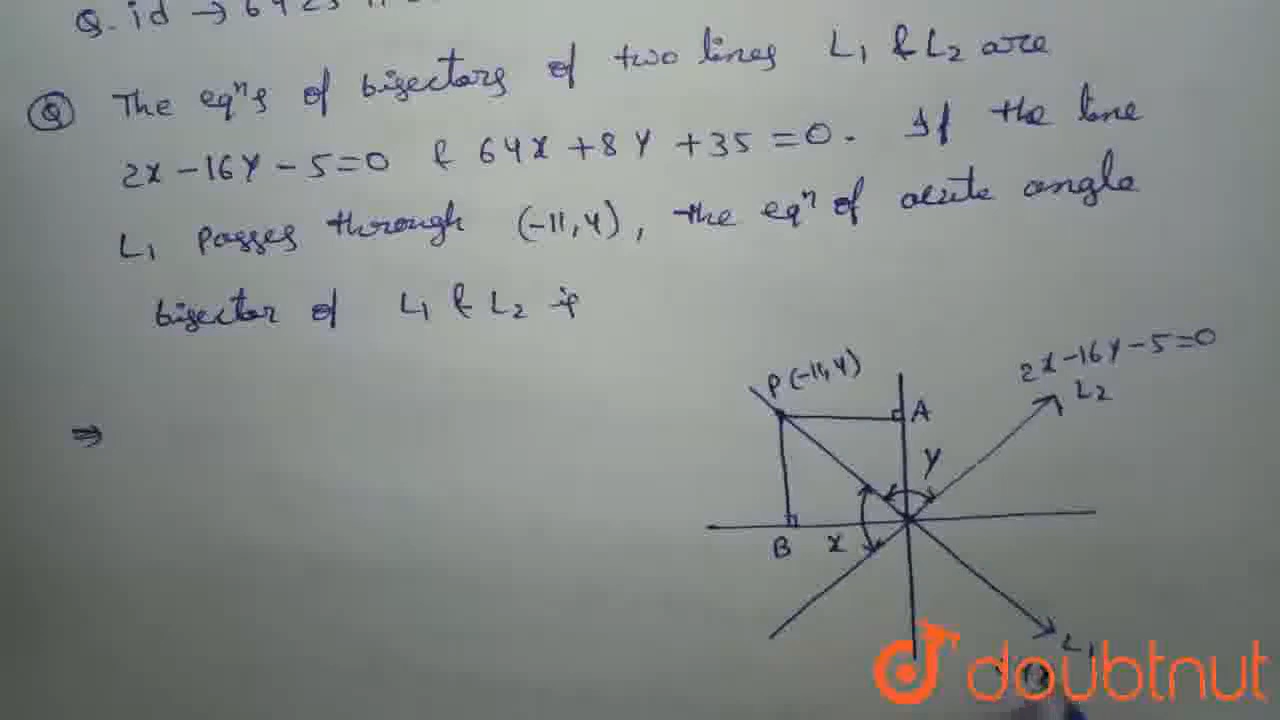 Q. id → 6423
Q The eqⁿs of bisectors of two lines L1 & L2 are
2x - 16y - 5 = 0 & 64x + 8y + 35 = 0. If the line
L1 passes through (-11, 4), the eqⁿ of acute angle
bisector of L1 & L2 is
⇒
P(-11, 4)
2x - 16y - 5 = 0
L2
A
y
B
x
L1
doubtnut